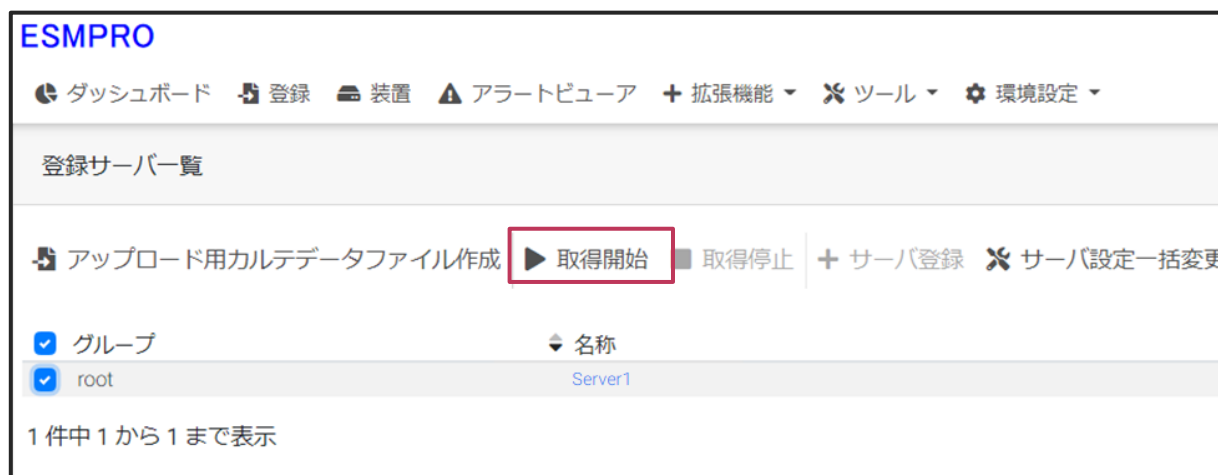 ESMPRO
ダッシュボード 登録 装置 アラートビューア 拡張機能 ツール 環境設定
登録サーバ一覧
アップロード用カルテデータファイル作成 取得開始 取得停止 サーバ登録 サーバ設定一括変更
グループ 名称
root Server1
1 件中 1 から 1 まで表示